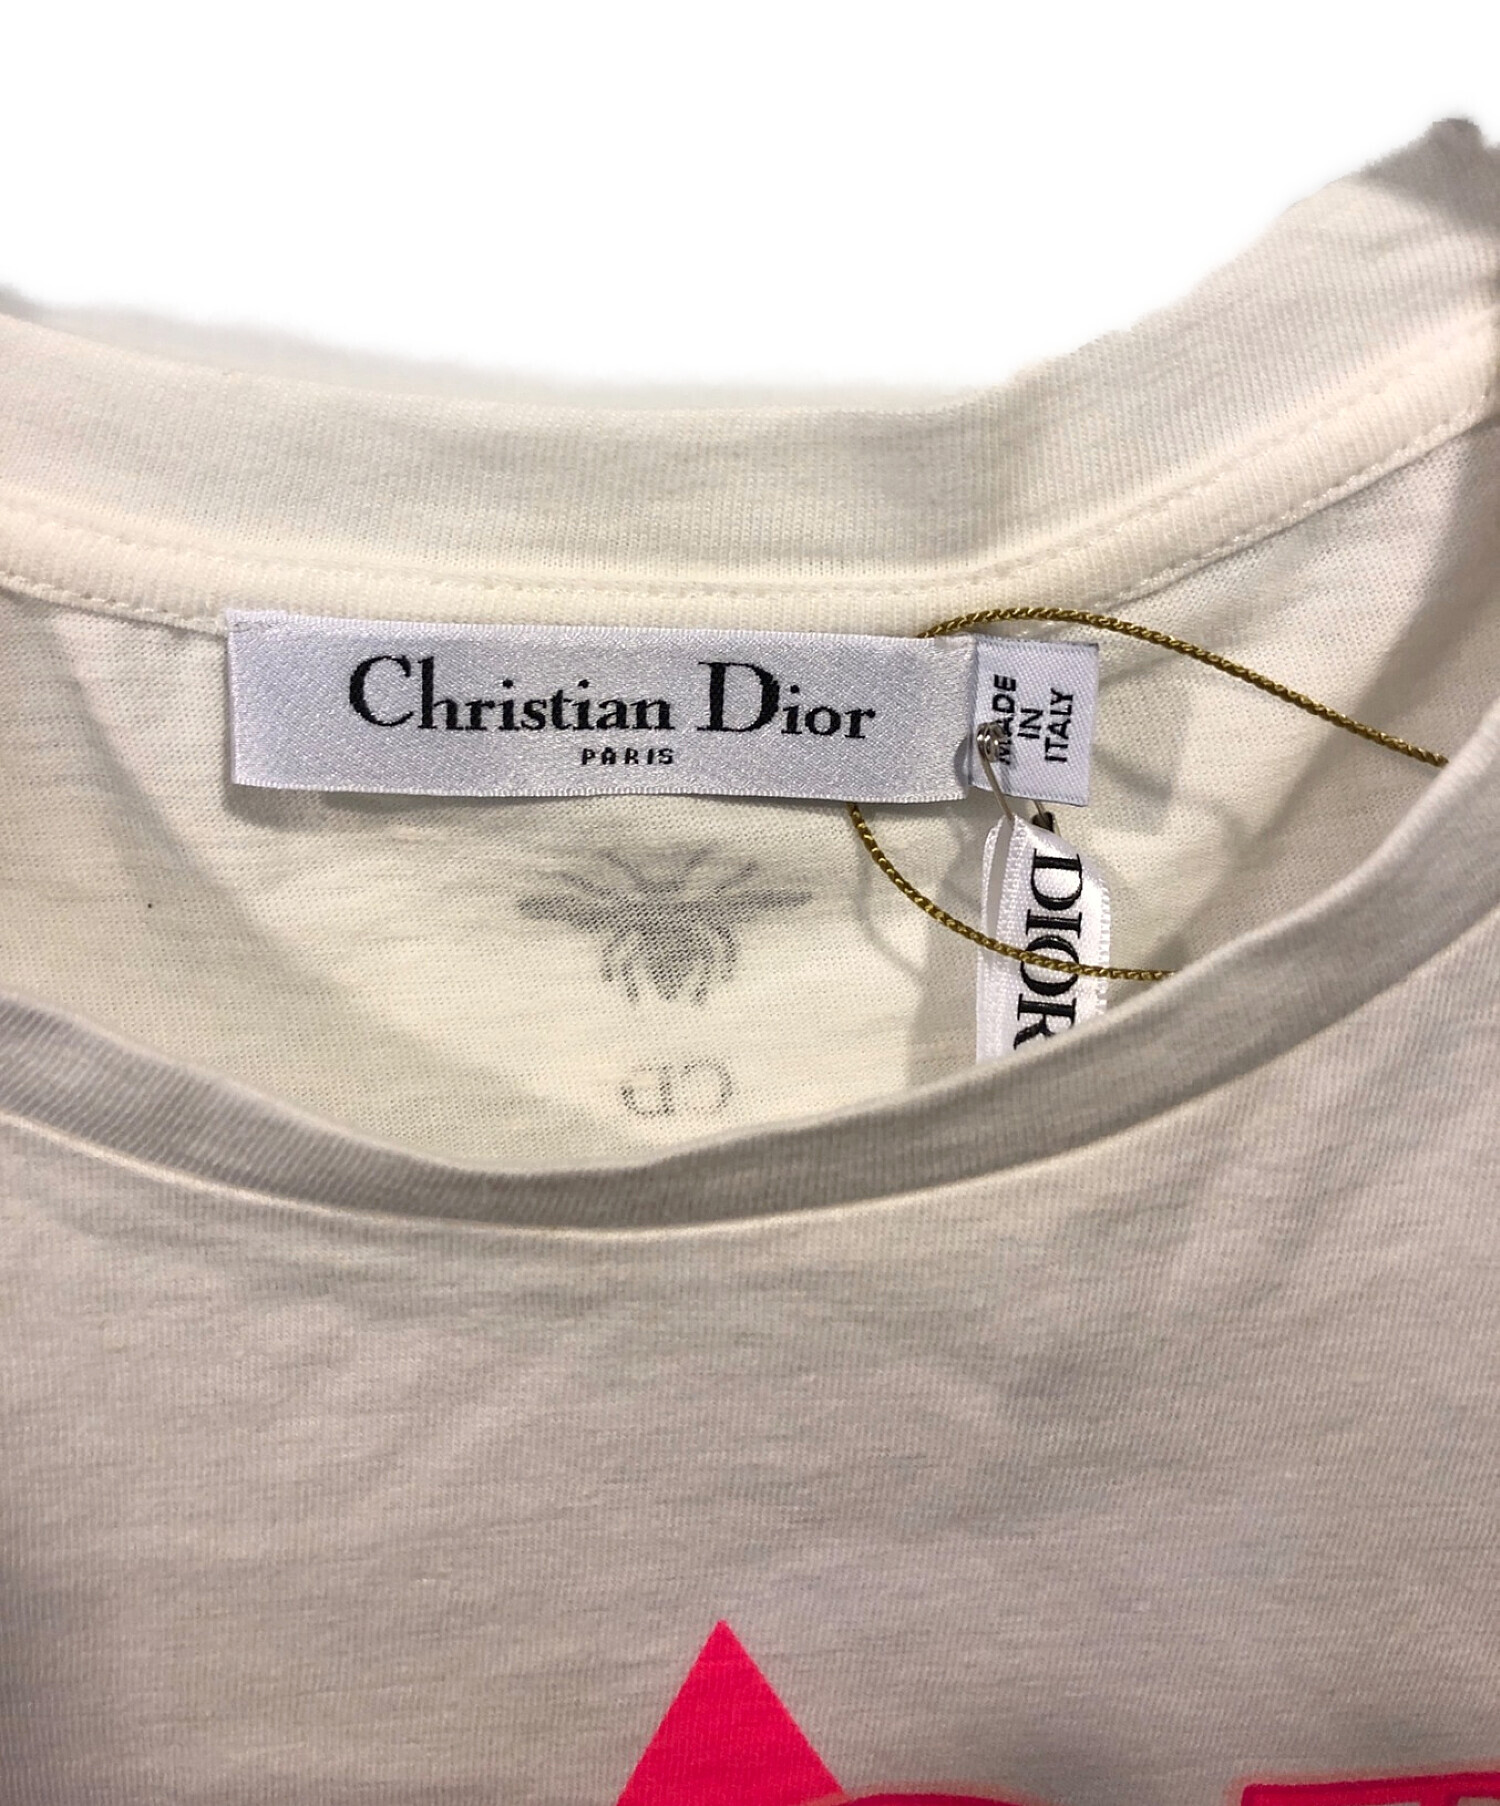 Christian Dior
PARIS
MADE
IN
ITALY
DIOR
CD